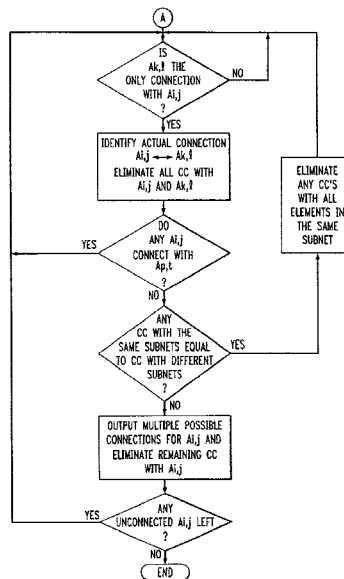 A
IS
Ak,ℓ THE
ONLY CONNECTION
WITH Ai,j
?
NO
YES
IDENTIFY ACTUAL CONNECTION
Ai,j ↔ Ak,ℓ
ELIMINATE ALL CC WITH
Ai,j AND Ak,ℓ
ELIMINATE
ANY CC'S
WITH ALL
ELEMENTS IN
THE SAME
SUBNET
DO
ANY Ai,j
CONNECT WITH
Ap,t
?
YES
NO
ANY
CC WITH THE
SAME SUBNETS EQUAL
TO CC WITH DIFFERENT
SUBNETS
?
YES
NO
OUTPUT MULTIPLE POSSIBLE
CONNECTIONS FOR Ai,j AND
ELIMINATE REMAINING CC
WITH Ai,j
ANY
UNCONNECTED Ai,j LEFT
?
YES
NO
END